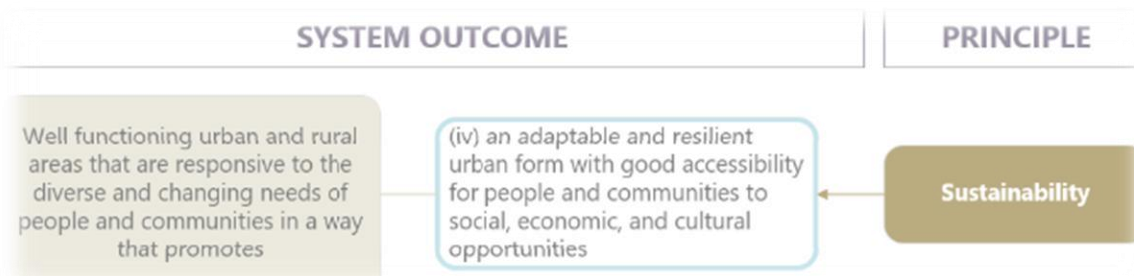 SYSTEM OUTCOME
PRINCIPLE
Well functioning urban and rural
areas that are responsive to the
diverse and changing needs of
people and communities in a way
that promotes
(iv) an adaptable and resilient
urban form with good accessibility
for people and communities to
social, economic, and cultural
opportunities
Sustainability